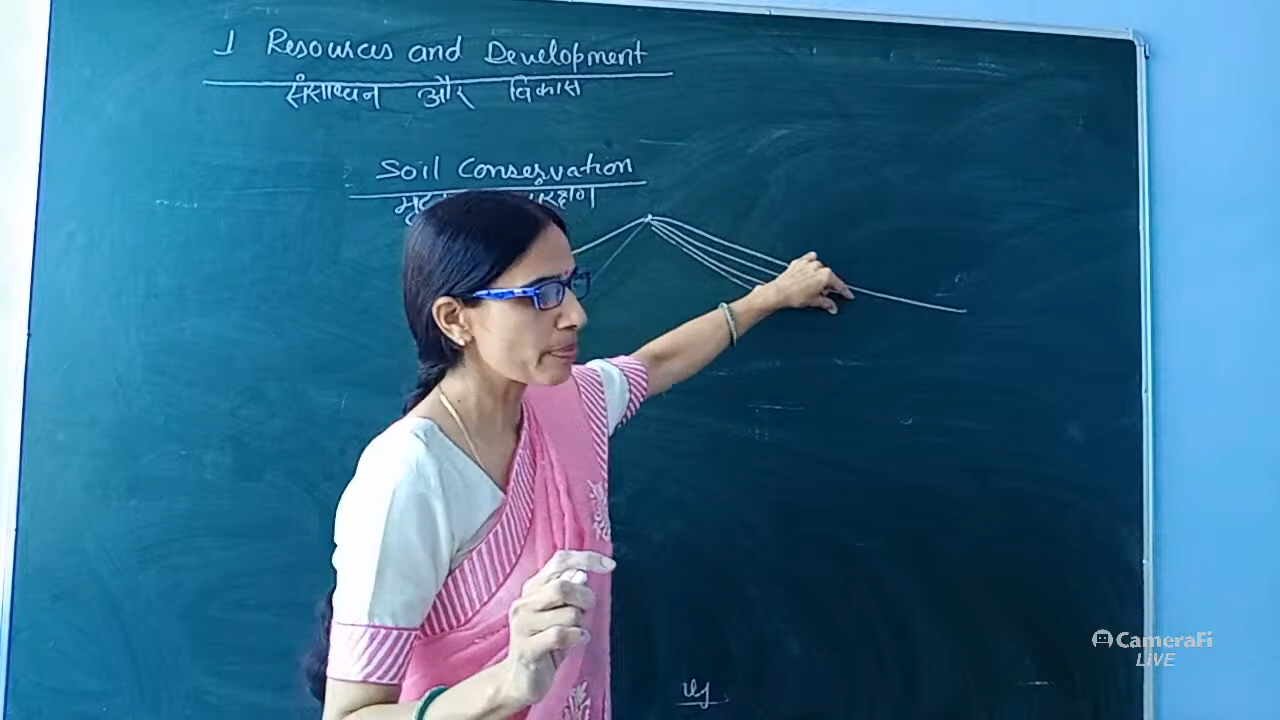 1 Resources and Development
संसाधन और विकास
Soil Conservation
CameraFi
LIVE